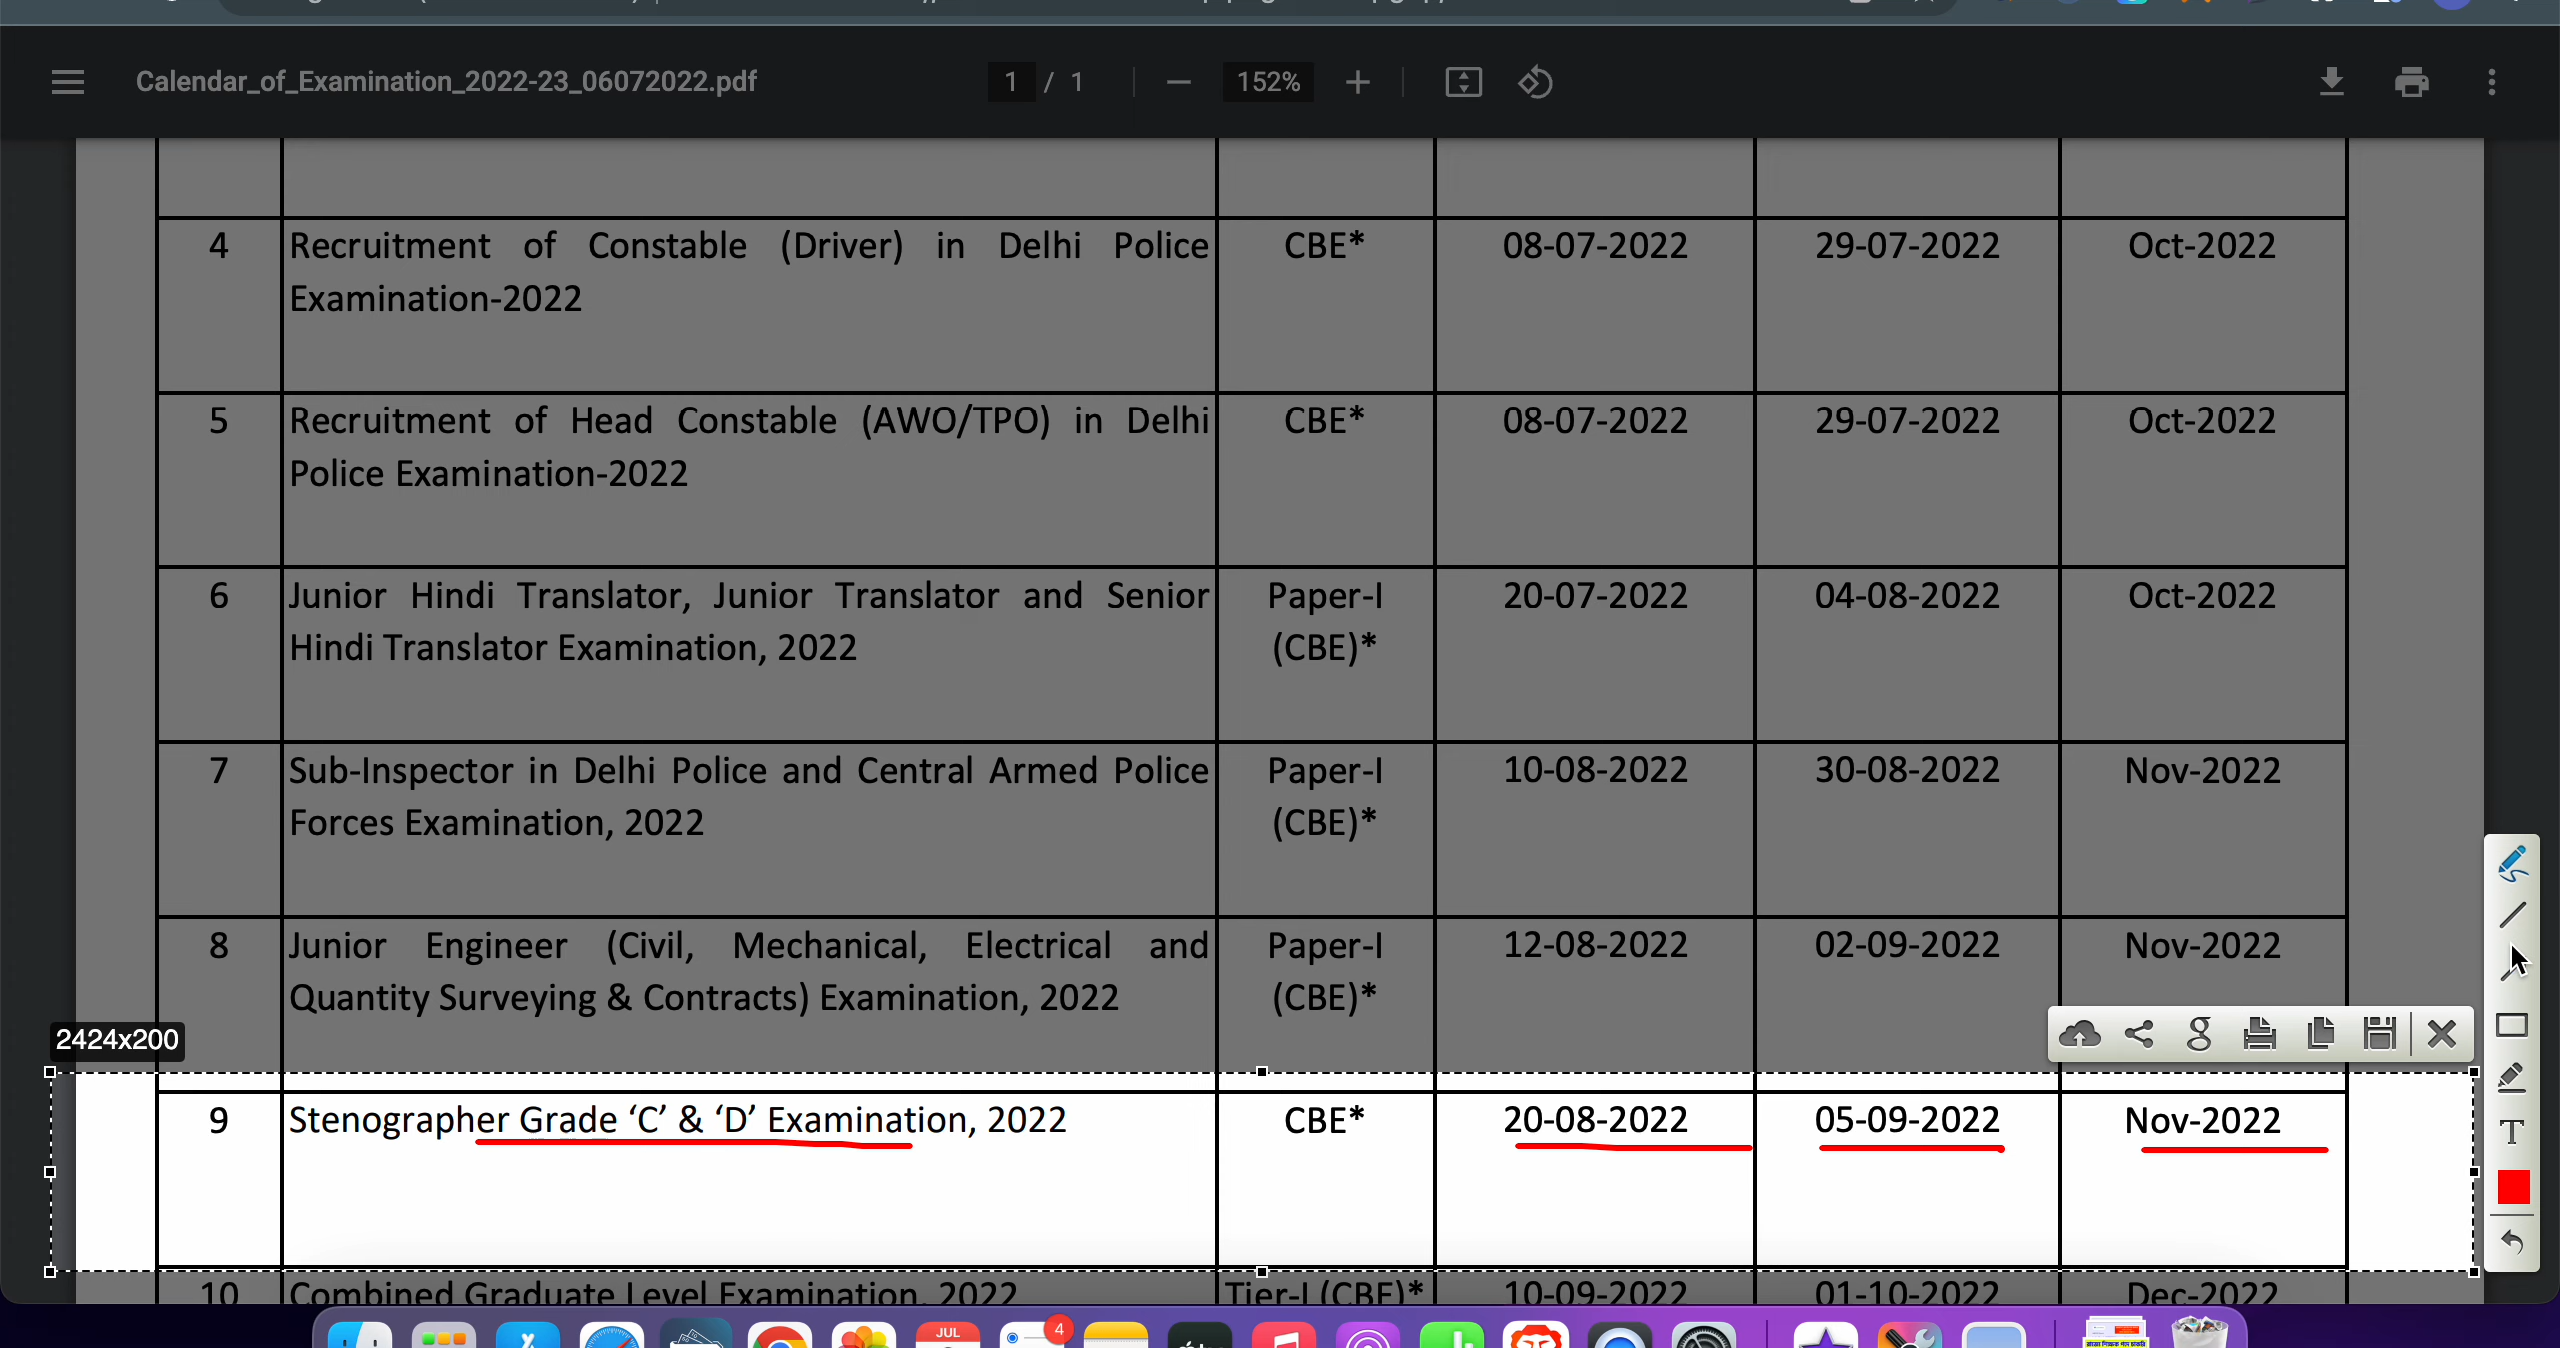 Calendar_of_Examination_2022-23_06072022.pdf 1 / 1 152%
4 Recruitment of Constable (Driver) in Delhi Police CBE* 08-07-2022 29-07-2022 Oct-2022
Examination-2022
5 Recruitment of Head Constable (AWO/TPO) in Delhi CBE* 08-07-2022 29-07-2022 Oct-2022
Police Examination-2022
6 Junior Hindi Translator, Junior Translator and Senior Paper-I 20-07-2022 04-08-2022 Oct-2022
Hindi Translator Examination, 2022 (CBE)*
7 Sub-Inspector in Delhi Police and Central Armed Police Paper-I 10-08-2022 30-08-2022 Nov-2022
Forces Examination, 2022 (CBE)*
8 Junior Engineer (Civil, Mechanical, Electrical and Paper-I 12-08-2022 02-09-2022 Nov-2022
Quantity Surveying & Contracts) Examination, 2022 (CBE)*
2424x200
9 Stenographer Grade ‘C’ & ‘D’ Examination, 2022 CBE* 20-08-2022 05-09-2022 Nov-2022
T
10 Combined Graduate Level Examination, 2022 Tier-I (CBE)* 10-09-2022 01-10-2022 Dec-2022
JUL 4